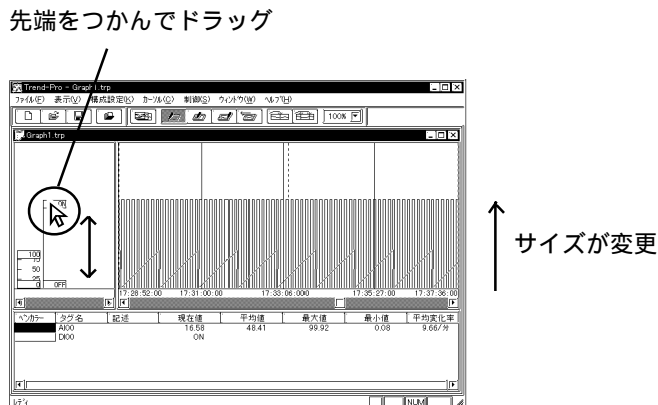 先端をつかんでドラッグ
Trend-Pro - Graph1.trp
ファイル(F) 表示(V) 構成設定(K) カーソル(C) 制御(S) ウィンドウ(W) ヘルプ(H)
100%
Graph1.trp
ON
サイズが変更
100
75
50
25
0 OFF
17:28:52:00 17:31:00:00 17:33:06:00 17:35:27:00 17:37:36:00
ペンカラー タグ名 記述 現在値 平均値 最大値 最小値 平均変化率
AI00 16.58 48.41 99.92 0.08 9.66/分
DI00 ON
レディ NUM